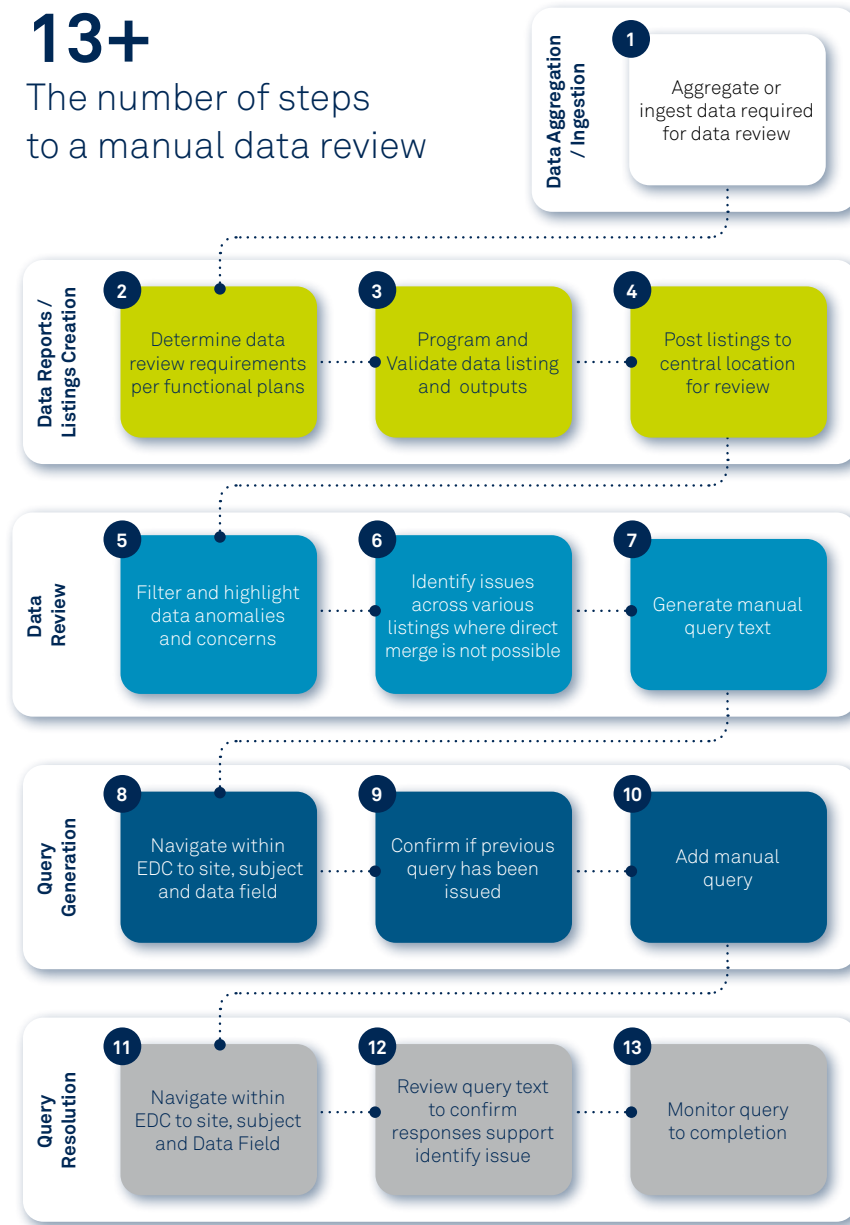 13+
The number of steps
to a manual data review
Data Aggregation
/ Ingestion
1
Aggregate or
ingest data required
for data review
Data Reports /
Listings Creation
2
Determine data
review requirements
per functional plans
3
Program and
Validate data listing
and outputs
4
Post listings to
central location
for review
Data
Review
5
Filter and highlight
data anomalies
and concerns
6
Identify issues
across various
listings where direct
merge is not possible
7
Generate manual
query text
Query
Generation
8
Navigate within
EDC to site, subject
and data field
9
Confirm if previous
query has been
issued
10
Add manual
query
Query
Resolution
11
Navigate within
EDC to site, subject
and Data Field
12
Review query text
to confirm
responses support
identify issue
13
Monitor query
to completion